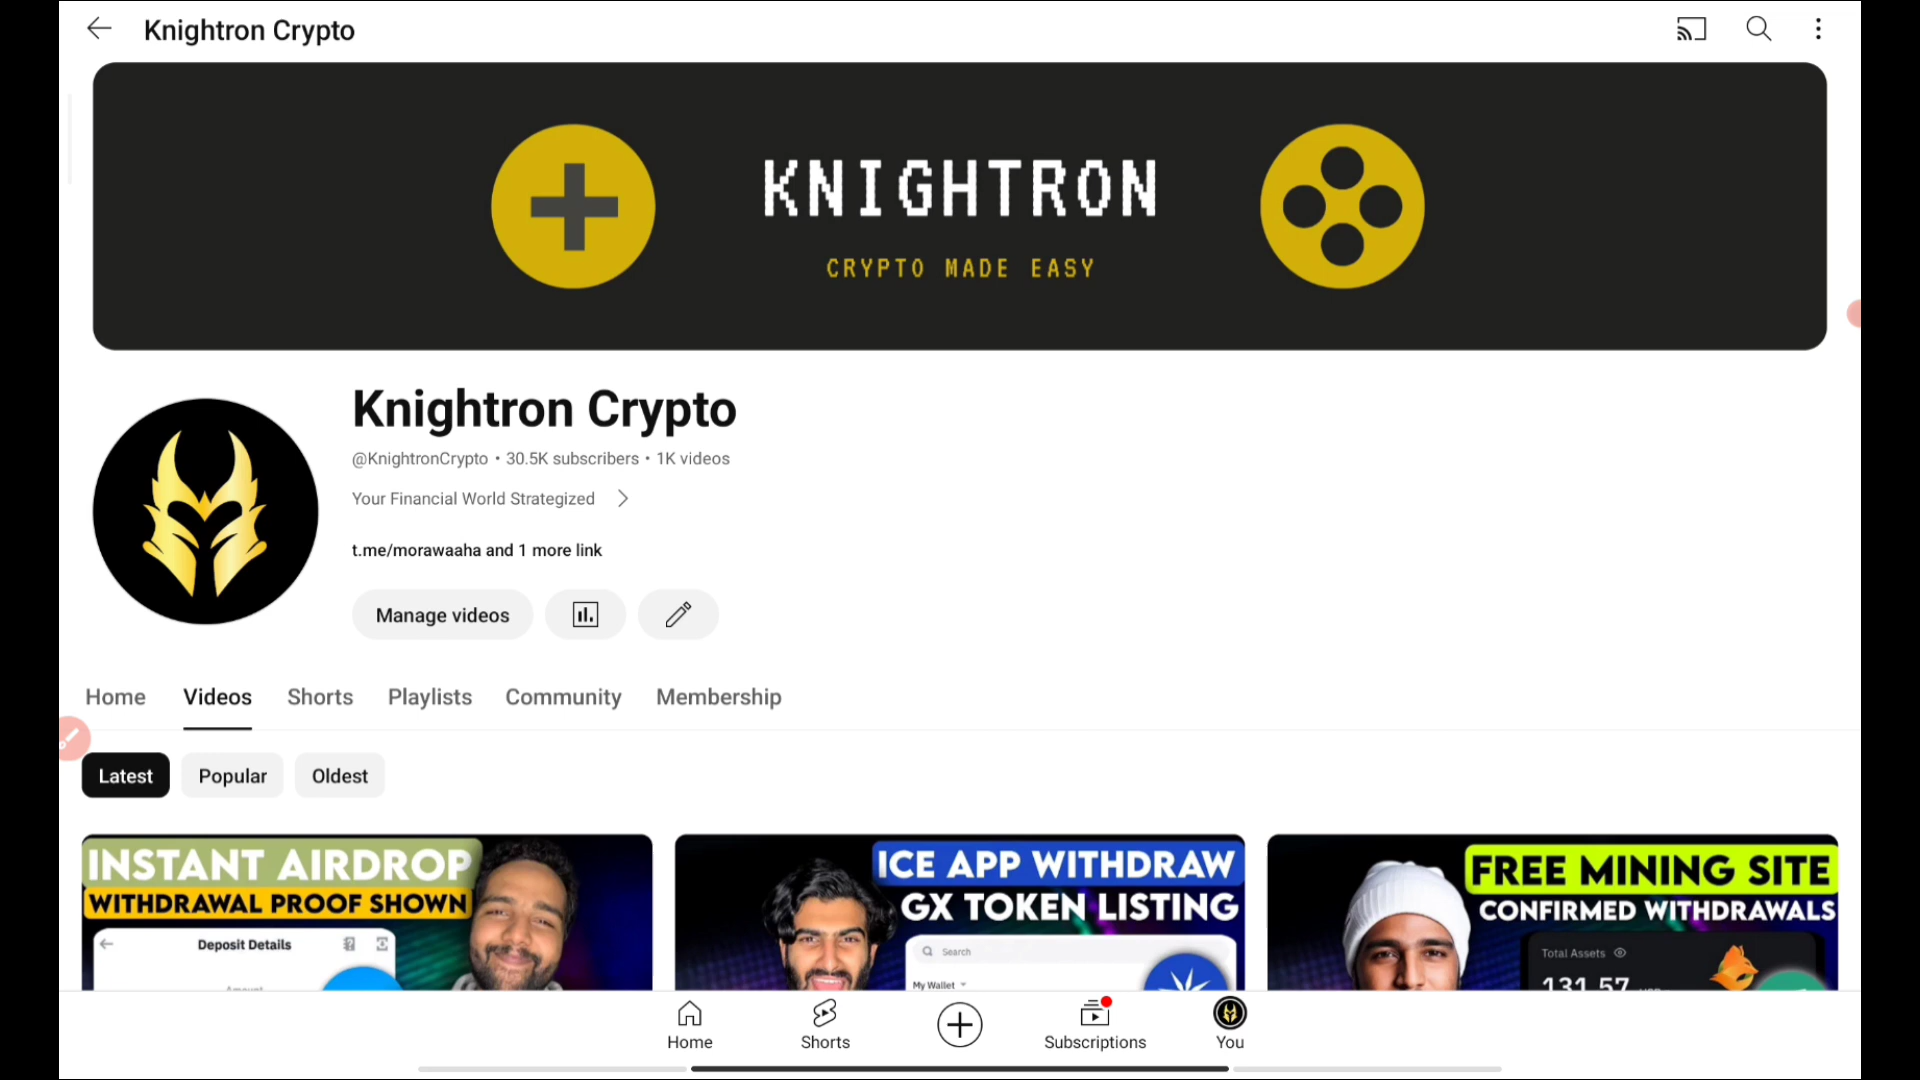 Knightron Crypto
KNIGHTRON
CRYPTO MADE EASY
Knightron Crypto
@KnightronCrypto • 30.5K subscribers • 1K videos
Your Financial World Strategized
t.me/morawaaha and 1 more link
Manage videos
Home Videos Shorts Playlists Community Membership
Latest Popular Oldest
INSTANT AIRDROP
WITHDRAWAL PROOF SHOWN
Deposit Details
ICE APP WITHDRAW
GX TOKEN LISTING
Search
My Wallet
FREE MINING SITE
CONFIRMED WITHDRAWALS
Total Assets
131.57
Home Shorts Subscriptions You